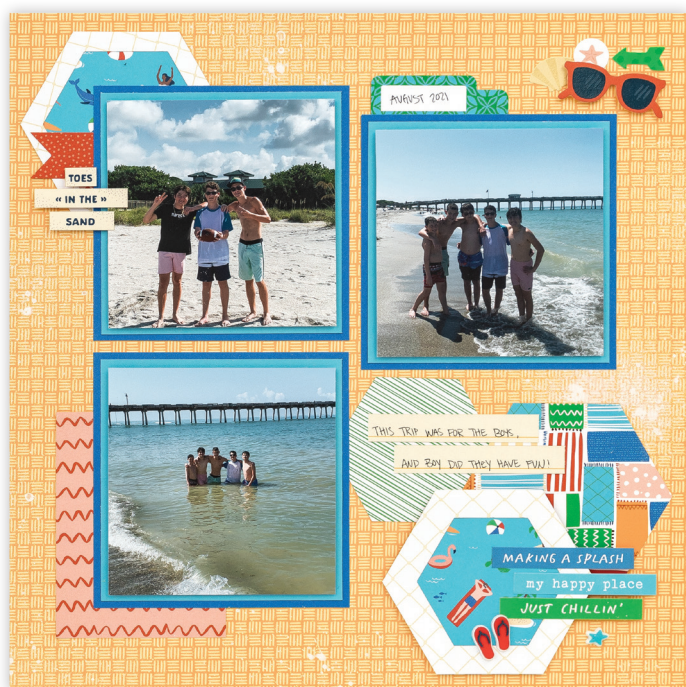 AUGUST 2021
TOES
« IN THE »
SAND
THIS TRIP WAS FOR THE BOYS,
AND BOY DID THEY HAVE FUN!
MAKING A SPLASH
my happy place
JUST CHILLIN'